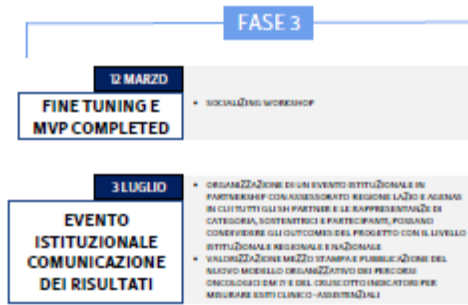 FASE 3
12 MARZO
FINE TUNING E
MVP COMPLETED
• SOCIALIZING WORKSHOP
3 LUGLIO
EVENTO
ISTITUZIONALE
COMUNICAZIONE
DEI RISULTATI
• ORGANIZZAZIONE DI UN EVENTO ISTITUZIONALE IN
PARTNERSHIP CON ASSESSORATO REGIONE LAZIO E AGENAS
IN CUI TUTTI GLI SH PARTNER E LE RAPPRESENTANZE DI
CATEGORIA, SOSTENITRICI E PARTECIPANTI, POSSANO
CONDIVIDERE GLI OUTCOMES DEL PROGETTO CON IL LIVELLO
ISTITUZIONALE REGIONALE E NAZIONALE
• VALORIZZAZIONE MEZZO STAMPA E PUBBLICAZIONE DEL
NUOVO MODELLO ORGANIZZATIVO DEI PERCORSI
ONCOLOGICI DM 77 E DEL CRUSCOTTO INDICATORI PER
MISURARE ESITI CLINICO-ASSISTENZIALI